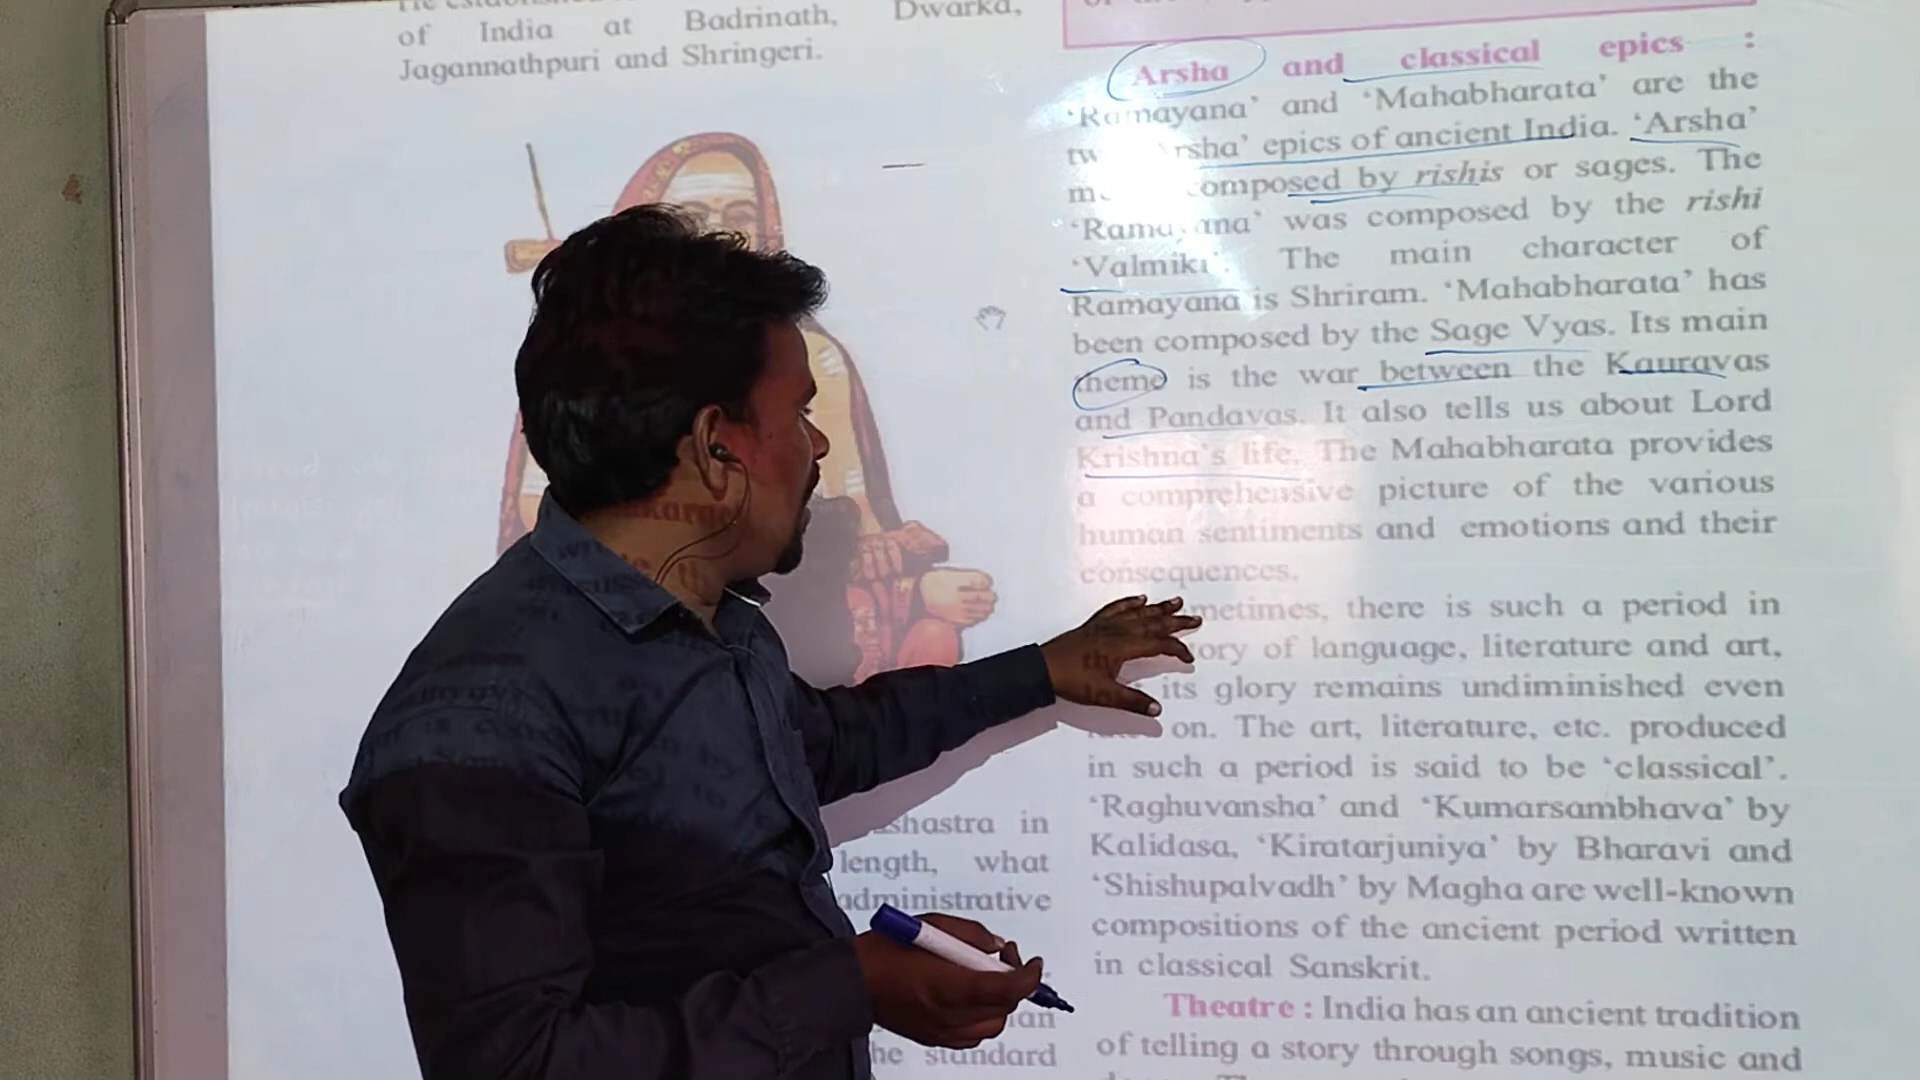 of India at Badrinath, Dwarka,
Jagannathpuri and Shringeri.
shastra in
length, what
administrative
he standard
Arsha and classical epics :
‘Ramayana’ and ‘Mahabharata’ are the
epics of ancient India. ‘Arsha’
composed by rishis or sages. The
‘Ramayana’ was composed by the rishi
‘Valmiki’. The main character of
Ramayana is Shriram. ‘Mahabharata’ has
been composed by the Sage Vyas. Its main
theme is the war between the Kauravas
and Pandavas. It also tells us about Lord
Krishna’s life. The Mahabharata provides
a comprehensive picture of the various
human sentiments and emotions and their
consequences.
metimes, there is such a period in
ory of language, literature and art,
its glory remains undiminished even
on. The art, literature, etc. produced
in such a period is said to be ‘classical’.
‘Raghuvansha’ and ‘Kumarsambhava’ by
Kalidasa, ‘Kiratarjuniya’ by Bharavi and
‘Shishupalvadh’ by Magha are well-known
compositions of the ancient period written
in classical Sanskrit.
Theatre : India has an ancient tradition
of telling a story through songs, music and